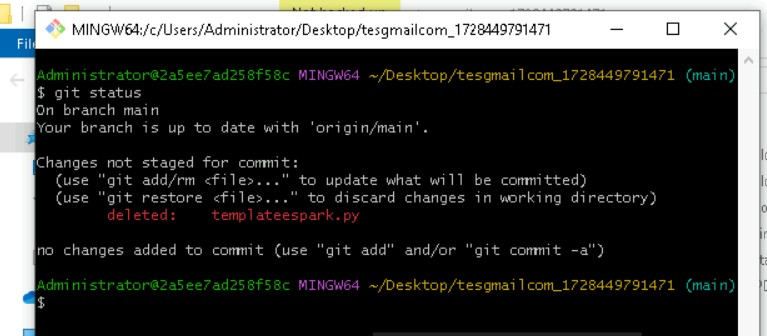 MINGW64:/c/Users/Administrator/Desktop/tesgmailcom_1728449791471
File
Administrator@2a5ee7ad258f58c MINGW64 ~/Desktop/tesgmailcom_1728449791471 (main)
$ git status
On branch main
Your branch is up to date with 'origin/main'.
Changes not staged for commit:
(use "git add/rm <file>..." to update what will be committed)
(use "git restore <file>..." to discard changes in working directory)
deleted: templateespark.py
no changes added to commit (use "git add" and/or "git commit -a")
Administrator@2a5ee7ad258f58c MINGW64 ~/Desktop/tesgmailcom_1728449791471 (main)
$